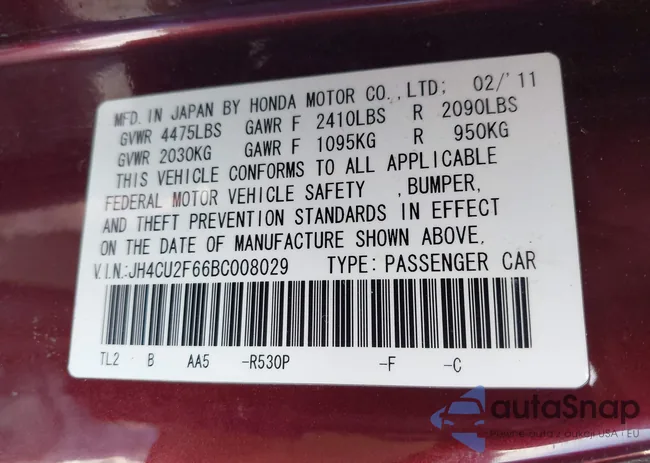 MFD. IN JAPAN BY HONDA MOTOR CO.,LTD; 02/'11
GVWR 4475LBS GAWR F 2410LBS R 2090LBS
GVWR 2030KG GAWR F 1095KG R 950KG
THIS VEHICLE CONFORMS TO ALL APPLICABLE
FEDERAL MOTOR VEHICLE SAFETY ,BUMPER,
AND THEFT PREVENTION STANDARDS IN EFFECT
ON THE DATE OF MANUFACTURE SHOWN ABOVE.
V.I.N.:JH4CU2F66BC008029 TYPE: PASSENGER CAR
TL2 B AA5 -R530P -F -C
autoSnap
USA i EU